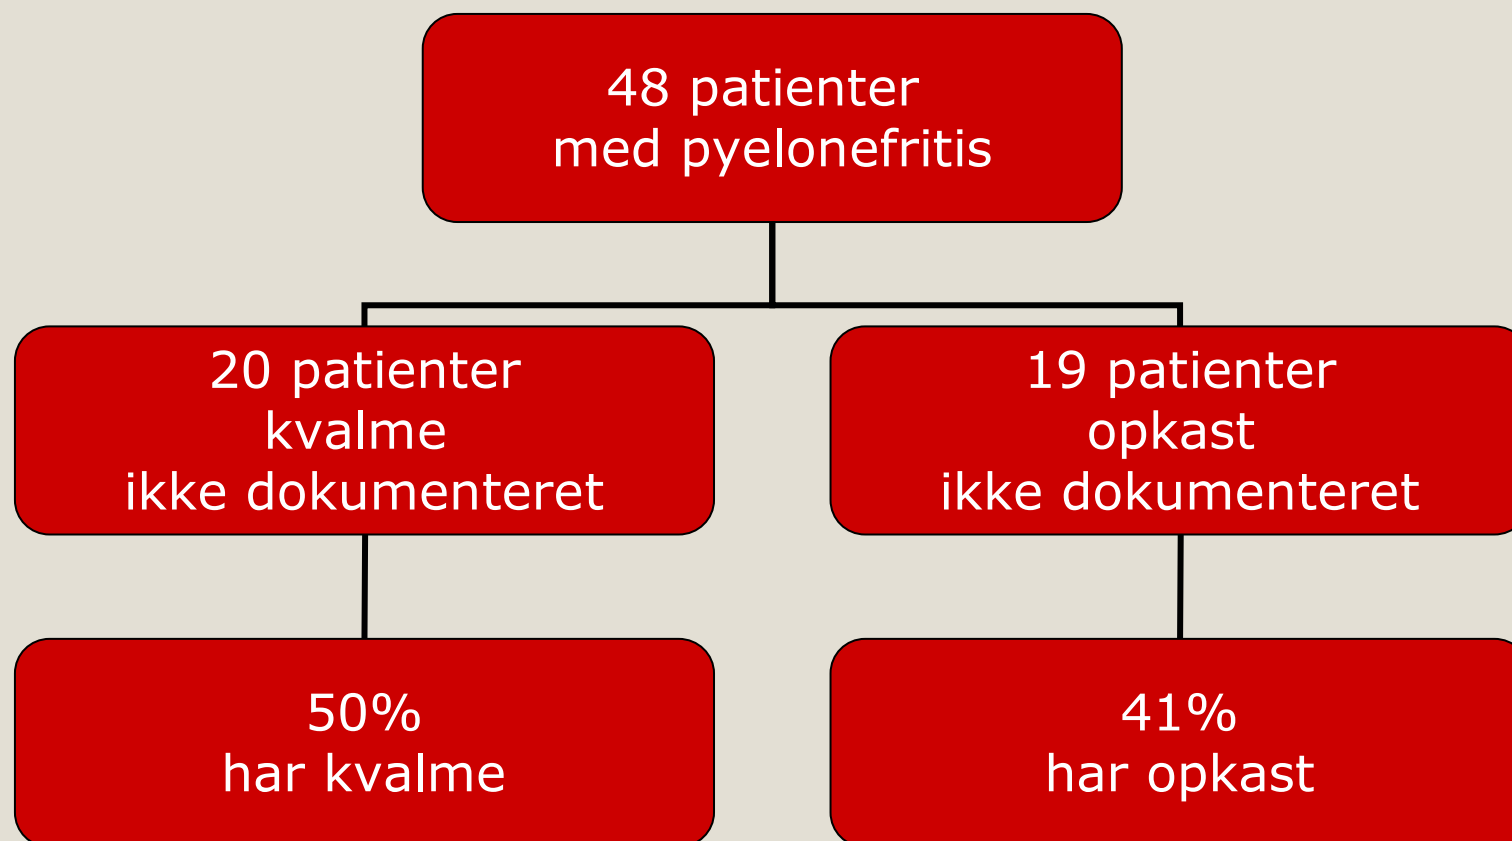 48 patienter
med pyelonefritis
20 patienter
kvalme
ikke dokumenteret
19 patienter
opkast
ikke dokumenteret
50%
har kvalme
41%
har opkast